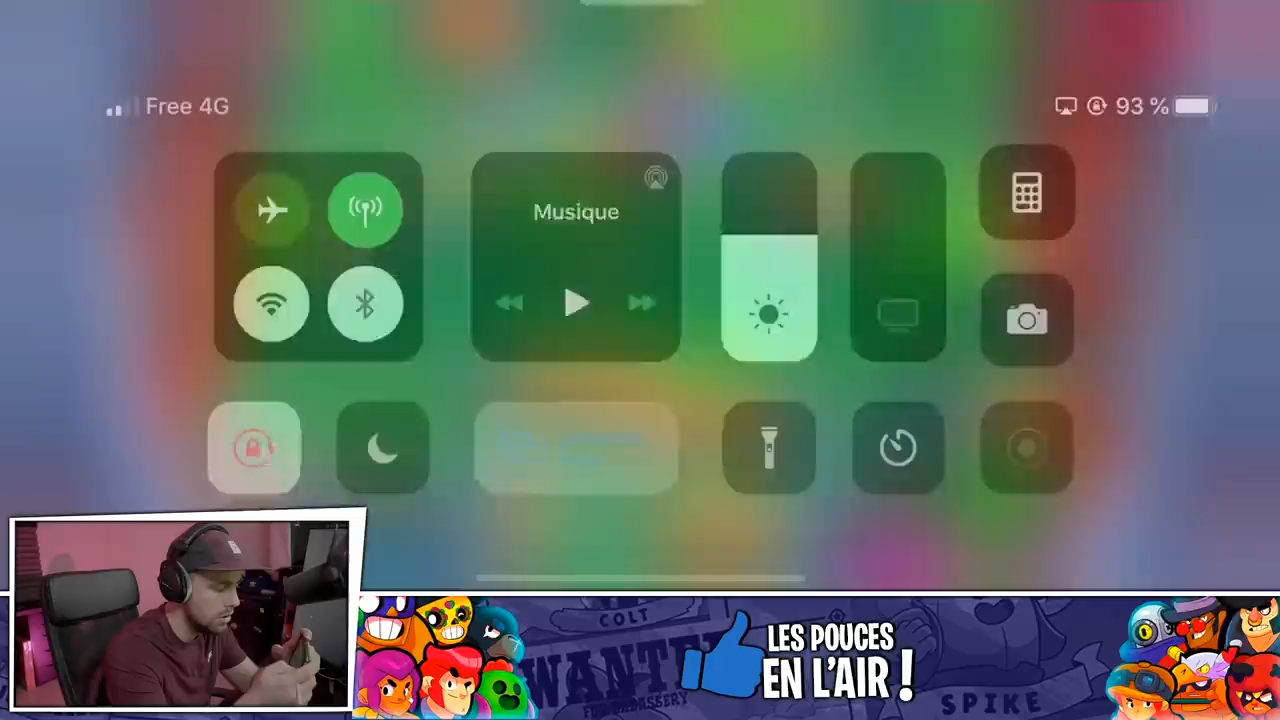 Free 4G
93 %
Musique
COLT
WANTE
LES POUCES
EN L'AIR !
SPIKE